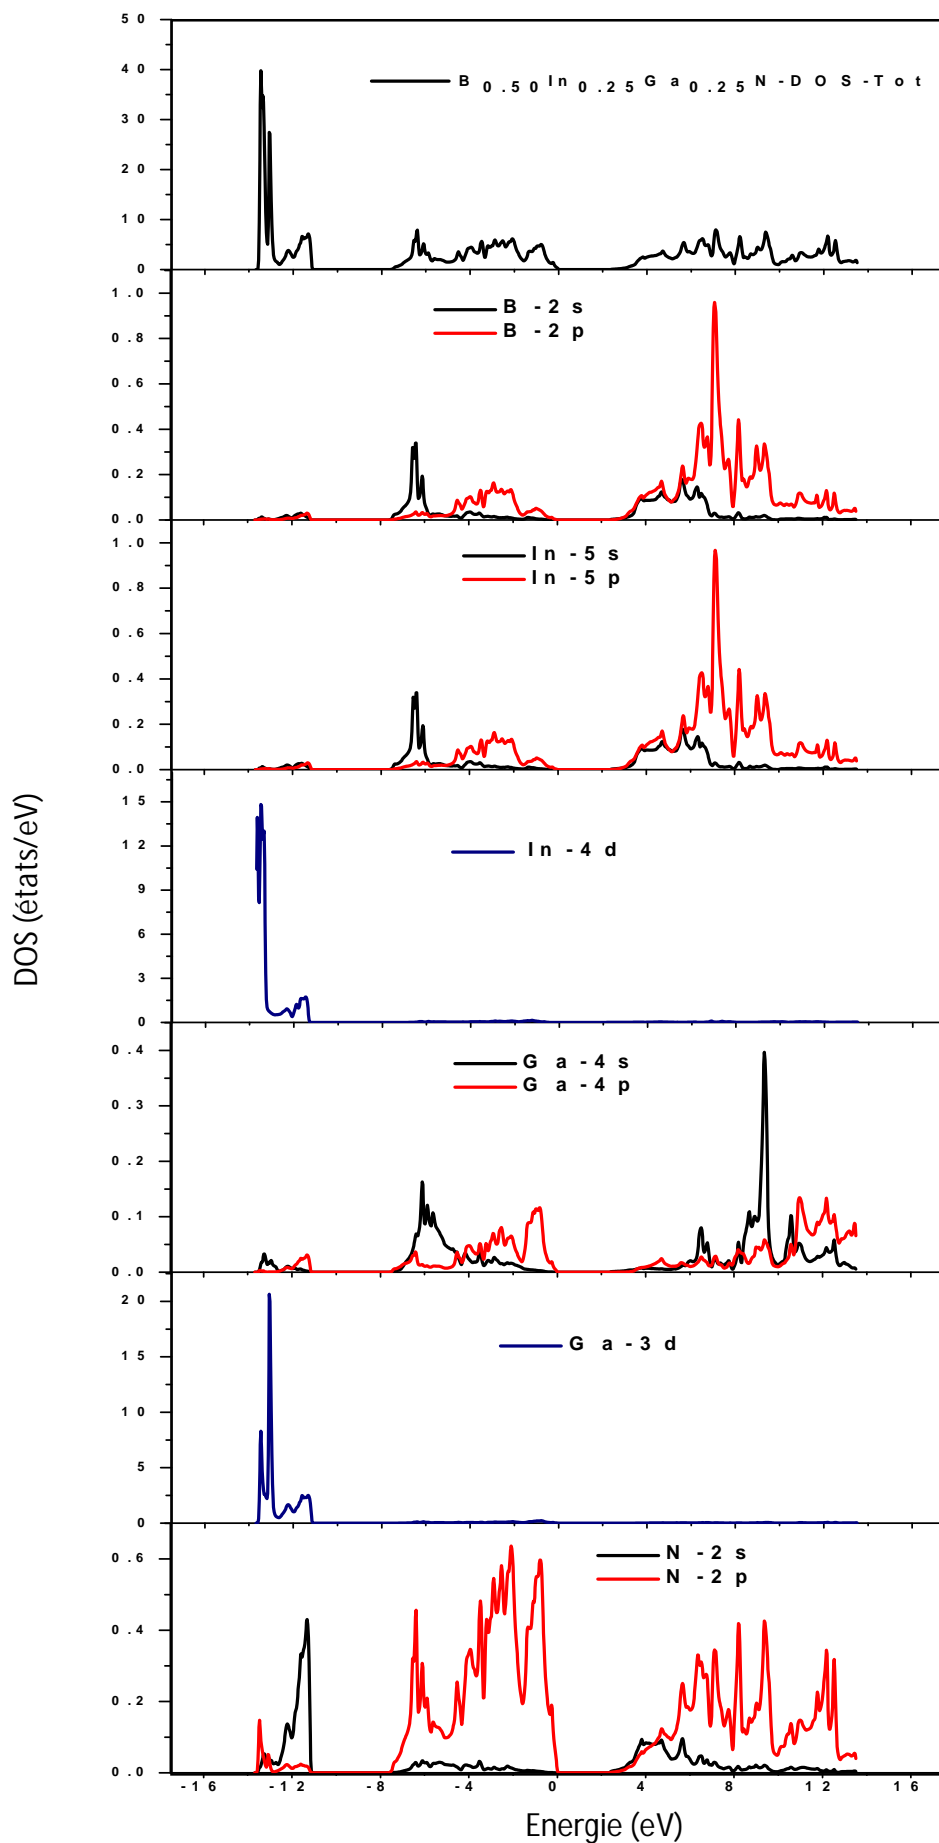 50
40
30
20
10
0
B0.50In0.25Ga0.25N-DOS-Tot
1.0
0.8
0.6
0.4
0.2
0.0
B-2s
B-2p
1.0
0.8
0.6
0.4
0.2
0.0
In-5s
In-5p
15
12
9
6
3
0
In-4d
0.4
0.3
0.2
0.1
0.0
Ga-4s
Ga-4p
20
15
10
5
0
Ga-3d
0.6
0.4
0.2
0.0
N-2s
N-2p
-16 -12 -8 -4 0 4 8 12 16
DOS (états/eV)
Energie (eV)